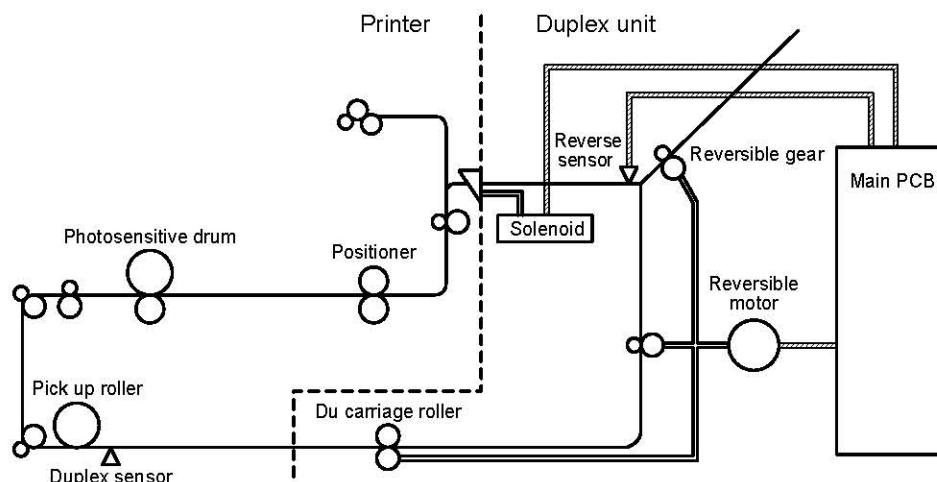 Printer
Duplex unit
Reverse
sensor
Reversible gear
Main PCB
Solenoid
Photosensitive drum
Positioner
Reversible
motor
Pick up roller
Du carriage roller
Duplex sensor